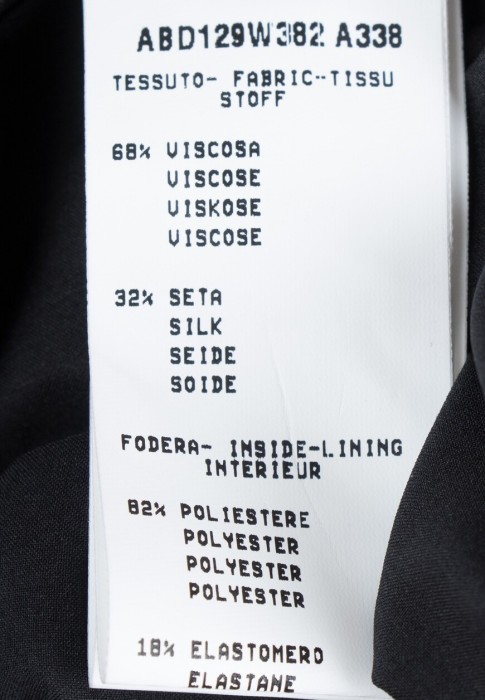 ABD129W382 A338
TESSUTO- FABRIC--TISSU
STOFF
68% VISCOSA
VISCOSE
VISKOSE
VISCOSE
32% SETA
SILK
SEIDE
SOIDE
FODERA- INSIDE-LINING
INTERIEUR
82% POLIESTERE
POLYESTER
POLYESTER
POLYESTER
18% ELASTOMERO
ELASTANE